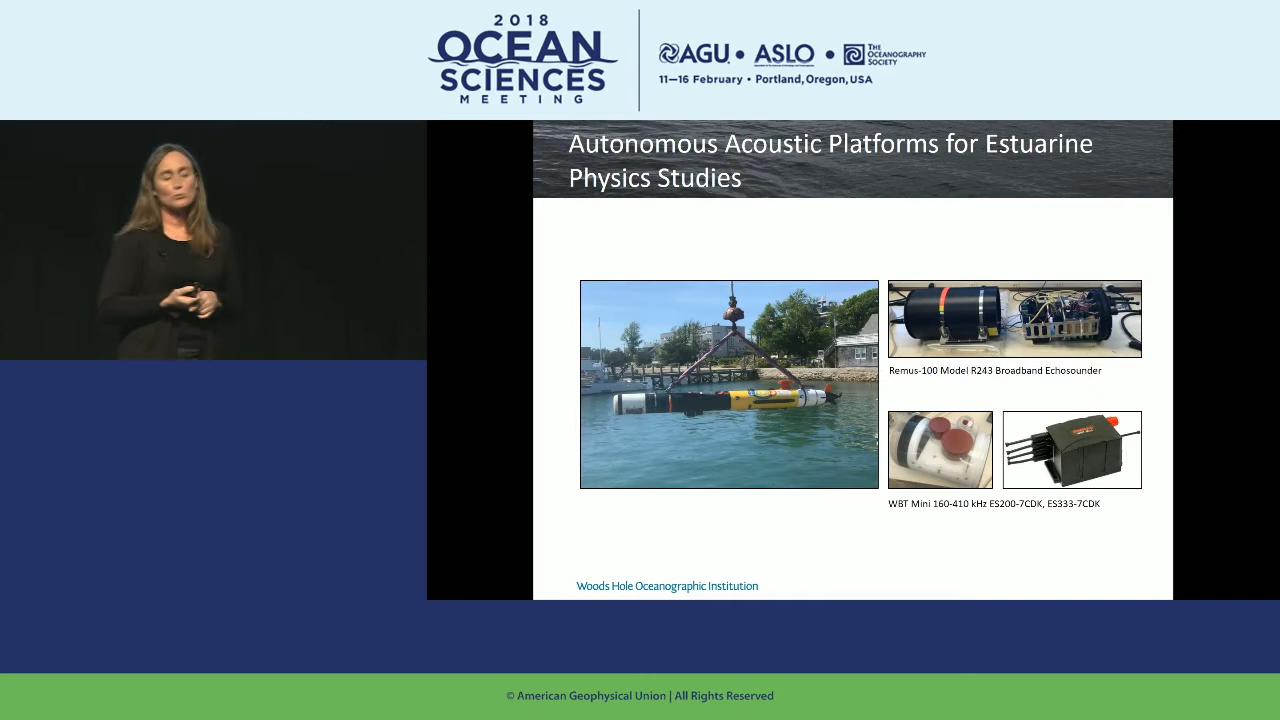 2018
OCEAN
SCIENCES
MEETING
AGU • ASLO • THE OCEANOGRAPHY SOCIETY
11–16 February • Portland, Oregon, USA
Autonomous Acoustic Platforms for Estuarine
Physics Studies
Remus-100 Model R243 Broadband Echosounder
WBT Mini 160-410 kHz ES200-7CDK, ES333-7CDK
Woods Hole Oceanographic Institution
© American Geophysical Union | All Rights Reserved